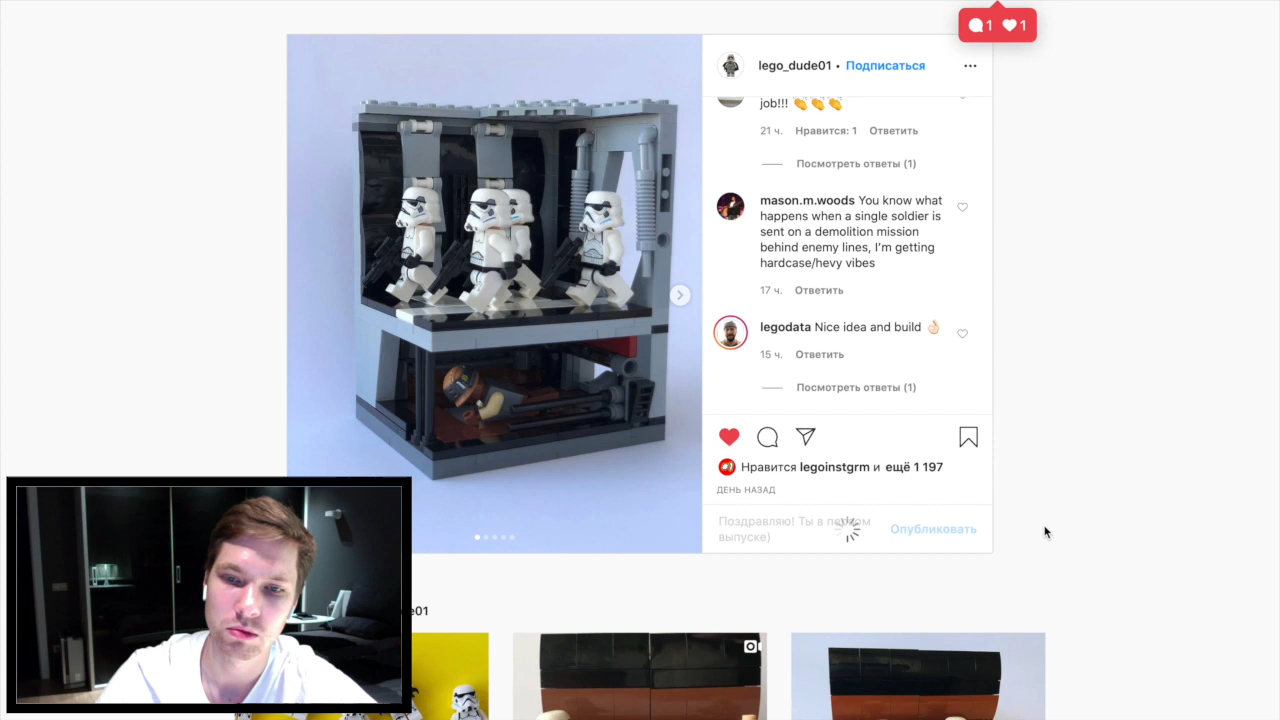 1 1
lego_dude01 • Подписаться
job!!! 👏👏👏
21 ч. Нравится: 1 Ответить
Посмотреть ответы (1)
mason.m.woods You know what
happens when a single soldier is
sent on a demolition mission
behind enemy lines, I'm getting
hardcase/hevy vibes
17 ч. Ответить
legodata Nice idea and build 👌🏻
15 ч. Ответить
Посмотреть ответы (1)
Нравится legoinstgrm и ещё 1 197
ДЕНЬ НАЗАД
Поздравляю! Ты в первом
выпуске)
Опубликовать
e01